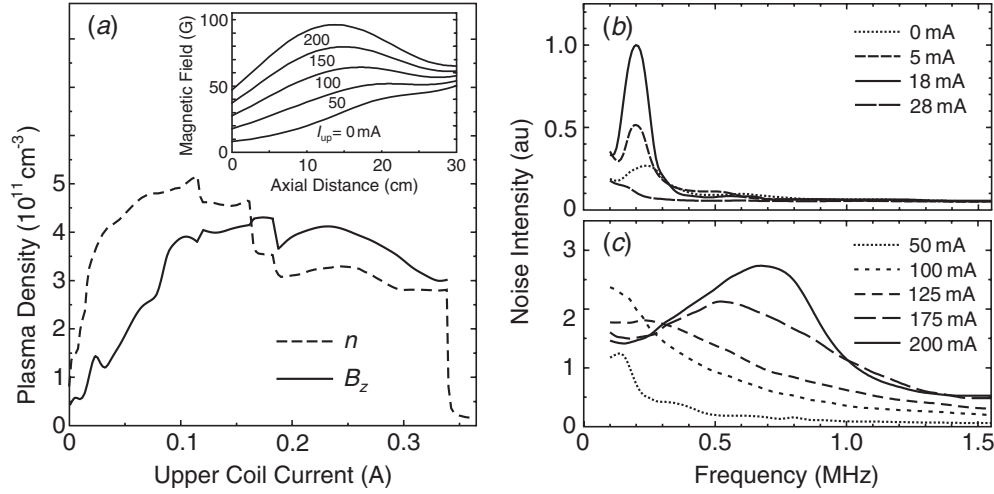 (a)
Magnetic Field (G)
100
50
0
200
150
100
50
I_up = 0 mA
0
10
20
30
Axial Distance (cm)
Plasma Density (10^11 cm^-3)
5
4
3
2
1
0
n
B_z
0
0.1
0.2
0.3
Upper Coil Current (A)
Noise Intensity (au)
(b)
1.0
0.5
0
0 mA
5 mA
18 mA
28 mA
(c)
3
2
1
0
50 mA
100 mA
125 mA
175 mA
200 mA
0
0.5
1.0
1.5
Frequency (MHz)